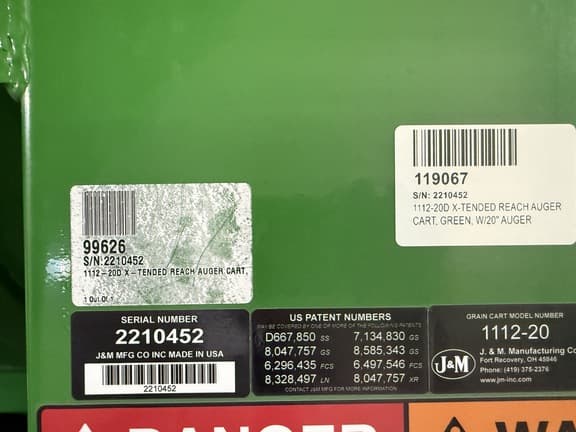 119067
S/N: 2210452
1112-20D X-TENDED REACH AUGER
CART, GREEN, W/20" AUGER
99626
S/N:2210452
1112-20D X-TENDED REACH AUGER CART,
1 Out Of 1
SERIAL NUMBER
2210452
J&M MFG CO INC MADE IN USA
2210452
US PATENT NUMBERS
MAY BE COVERED BY ONE OF MORE OF THE FOLLOWING PATENTS
D667,850 SS 7,134,830 GS
8,047,757 GS 8,585,343 GS
6,296,435 FCS 6,497,546 FCS
8,328,497 LN 8,047,757 XR
CONTACT J&M MFG FOR MORE INFORMATION
GRAIN CART MODEL NUMBER
1112-20
J&M
J. & M. Manufacturing Co
Fort Recovery, OH 45846
Phone: (419) 375-2376
www.jm-inc.com
DANGER
WA